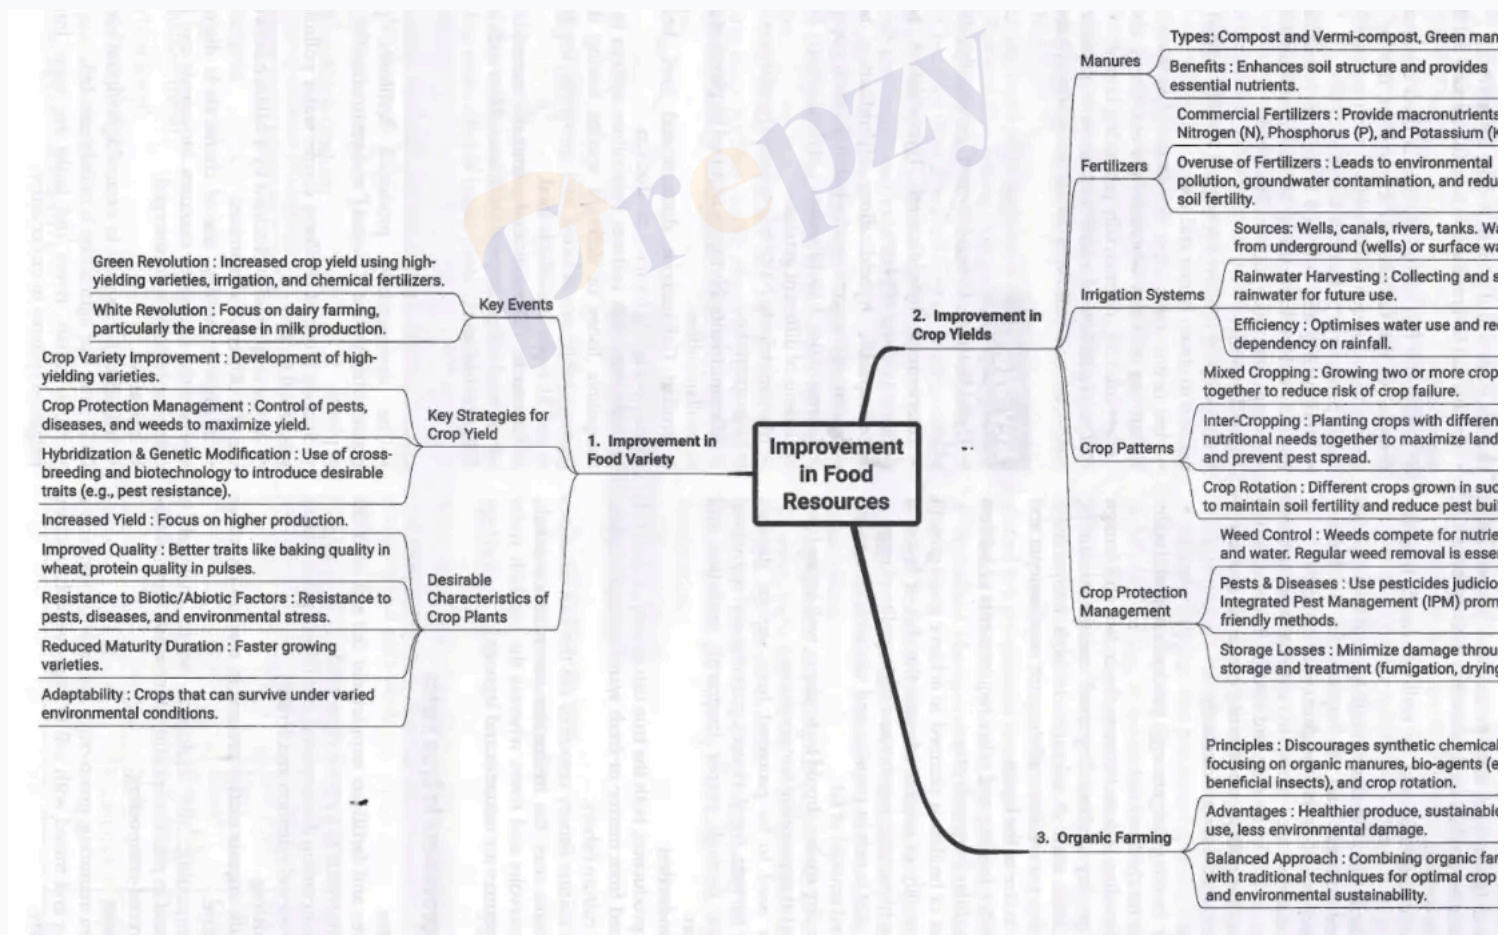 prepzy
Improvement
in Food
Resources
1. Improvement in
Food Variety
Key Events
Green Revolution : Increased crop yield using high-
yielding varieties, irrigation, and chemical fertilizers.
White Revolution : Focus on dairy farming,
particularly the increase in milk production.
Key Strategies for
Crop Yield
Crop Variety Improvement : Development of high-
yielding varieties.
Crop Protection Management : Control of pests,
diseases, and weeds to maximize yield.
Hybridization & Genetic Modification : Use of cross-
breeding and biotechnology to introduce desirable
traits (e.g., pest resistance).
Desirable
Characteristics of
Crop Plants
Increased Yield : Focus on higher production.
Improved Quality : Better traits like baking quality in
wheat, protein quality in pulses.
Resistance to Biotic/Abiotic Factors : Resistance to
pests, diseases, and environmental stress.
Reduced Maturity Duration : Faster growing
varieties.
Adaptability : Crops that can survive under varied
environmental conditions.
2. Improvement in
Crop Yields
Manures
Types: Compost and Vermi-compost, Green
Benefits : Enhances soil structure and provides
essential nutrients.
Fertilizers
Commercial Fertilizers : Provide macronutrients
Nitrogen (N), Phosphorus (P), and Potassium
Overuse of Fertilizers : Leads to environmental
pollution, groundwater contamination, and
soil fertility.
Irrigation Systems
Sources: Wells, canals, rivers, tanks.
from underground (wells) or surface
Rainwater Harvesting : Collecting and
rainwater for future use.
Efficiency : Optimises water use and
dependency on rainfall.
Crop Patterns
Mixed Cropping : Growing two or more
together to reduce risk of crop failure.
Inter-Cropping : Planting crops with
nutritional needs together to maximize land
and prevent pest spread.
Crop Rotation : Different crops grown in
to maintain soil fertility and reduce pest
Crop Protection
Management
Weed Control : Weeds compete for
and water. Regular weed removal is
Pests & Diseases : Use pesticides
Integrated Pest Management (IPM)
friendly methods.
Storage Losses : Minimize damage
storage and treatment (fumigation,
3. Organic Farming
Principles : Discourages synthetic
focusing on organic manures, bio-agents
beneficial insects), and crop rotation.
Advantages : Healthier produce,
use, less environmental damage.
Balanced Approach : Combining organic
with traditional techniques for optimal crop
and environmental sustainability.